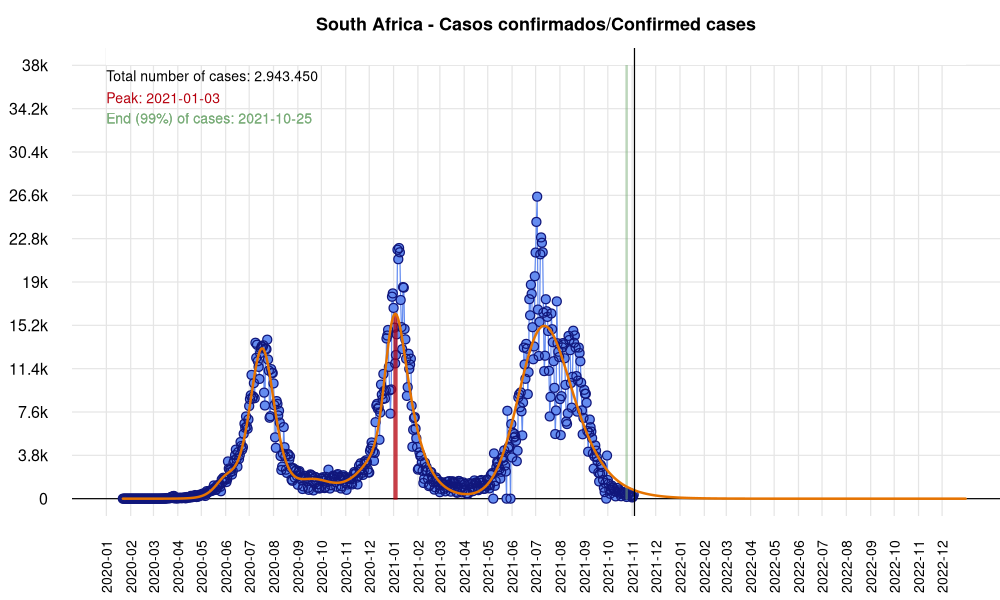 South Africa - Casos confirmados/Confirmed cases
Total number of cases: 2.943.450
Peak: 2021-01-03
End (99%) of cases: 2021-10-25
38k
34.2k
30.4k
26.6k
22.8k
19k
15.2k
11.4k
7.6k
3.8k
0
2020-01
2020-02
2020-03
2020-04
2020-05
2020-06
2020-07
2020-08
2020-09
2020-10
2020-11
2020-12
2021-01
2021-02
2021-03
2021-04
2021-05
2021-06
2021-07
2021-08
2021-09
2021-10
2021-11
2021-12
2022-01
2022-02
2022-03
2022-04
2022-05
2022-06
2022-07
2022-08
2022-09
2022-10
2022-11
2022-12